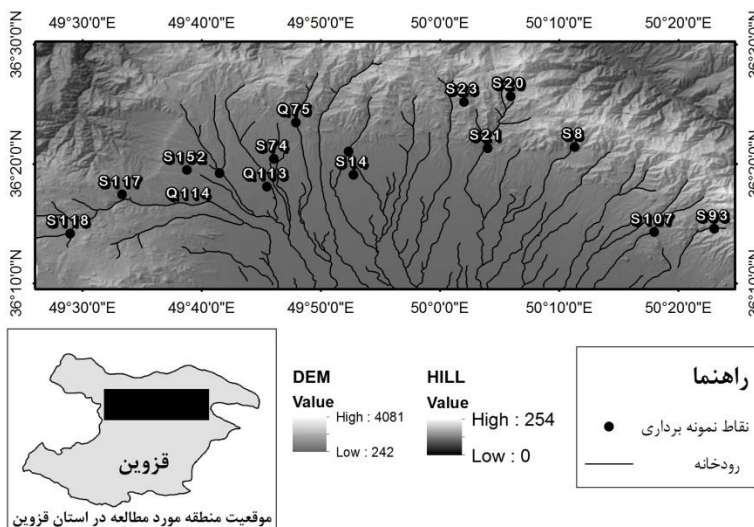 49°30'0"E 49°40'0"E 49°50'0"E 50°0'0"E 50°10'0"E 50°20'0"E
36°30'0"N 36°30'0"N
S23 S20
Q75
S74 S21 S8
S152 S14
36°20'0"N 36°20'0"N
S117 Q114 Q113
S118 S107 S93
36°10'0"N 36°10'0"N
49°30'0"E 49°40'0"E 49°50'0"E 50°0'0"E 50°10'0"E 50°20'0"E
قزوین
موقعیت منطقه مورد مطالعه در استان قزوین
DEM
Value
High : 4081
Low : 242
HILL
Value
High : 254
Low : 0
راهنما
نقاط نمونه برداری
رودخانه